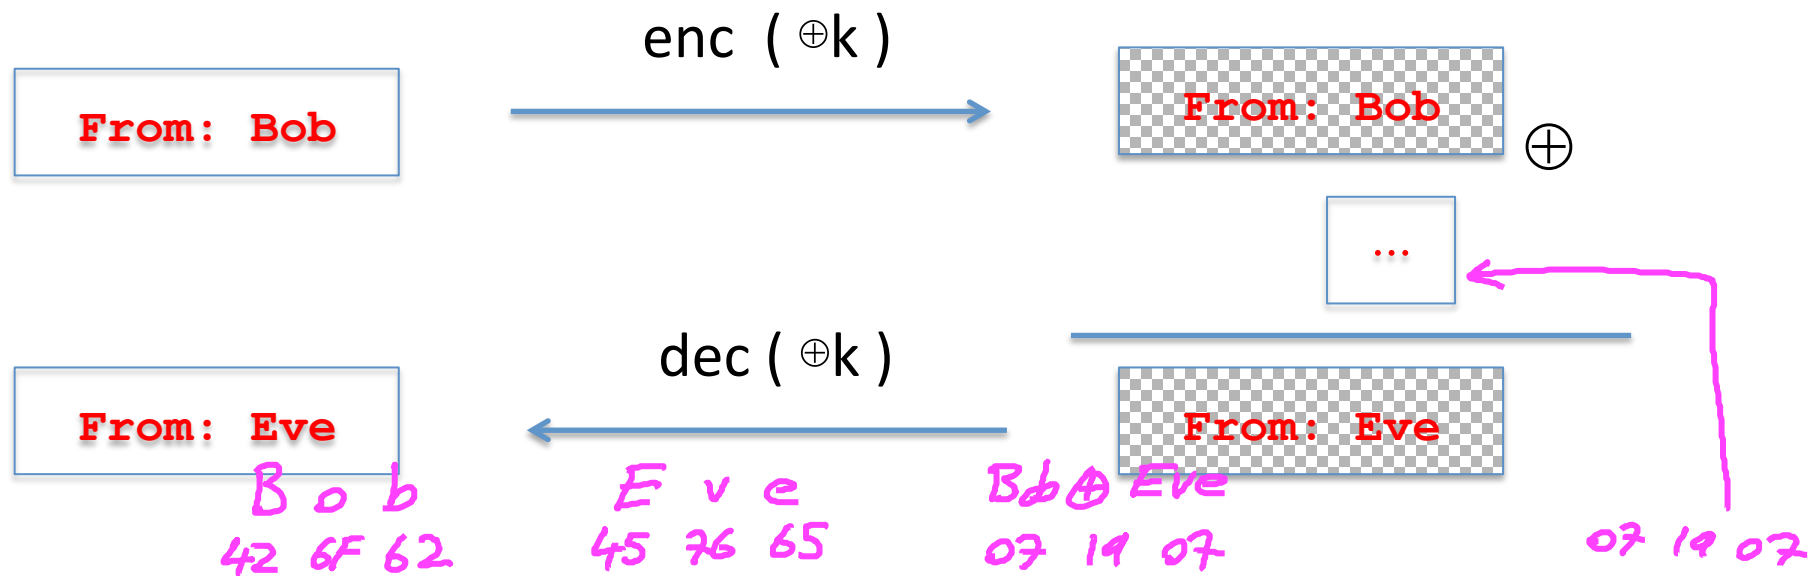 enc ( ⊕k )
From: Bob
From: Bob ⊕
...
dec ( ⊕k )
From: Eve
From: Eve
B o b E v e Bob⊕Eve
42 6F 62 45 76 65 07 19 07 07 19 07